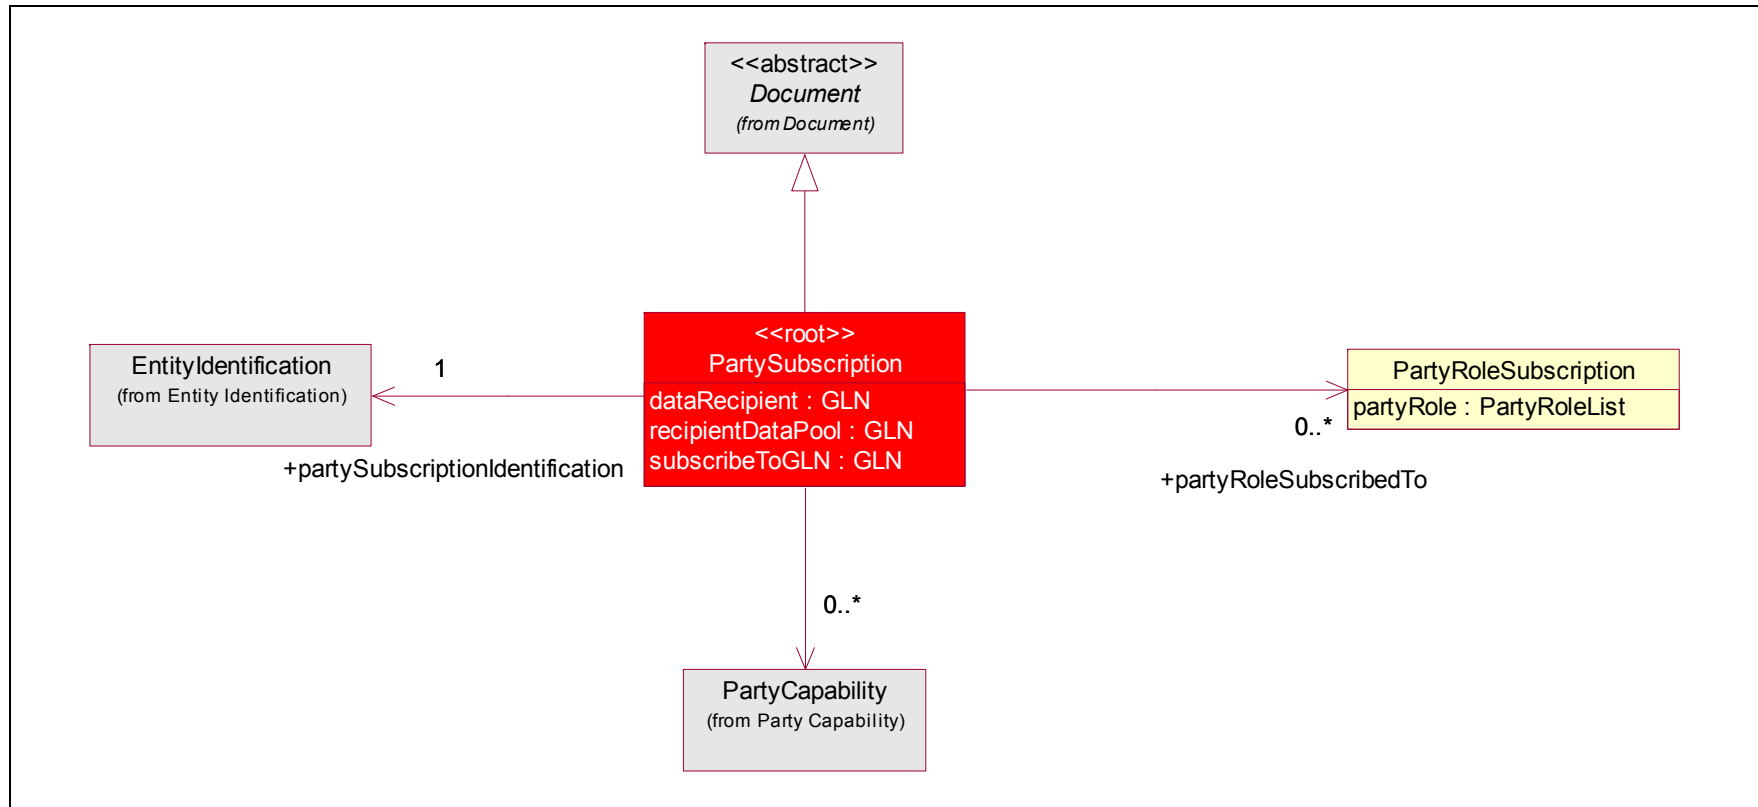 <<abstract>>
Document
(from Document)
<<root>>
PartySubscription
dataRecipient : GLN
recipientDataPool : GLN
subscribeToGLN : GLN
EntityIdentification
(from Entity Identification)
1
+partySubscriptionIdentification
PartyRoleSubscription
partyRole : PartyRoleList
0..*
+partyRoleSubscribedTo
0..*
PartyCapability
(from Party Capability)